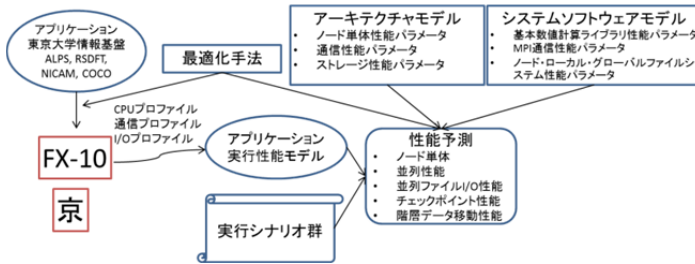 アプリケーション
東京大学情報基盤
ALPS, RSDFT,
NICAM, COCO
最適化手法
アーキテクチャモデル
• ノード単体性能パラメータ
• 通信性能パラメータ
• ストレージ性能パラメータ
システムソフトウェアモデル
• 基本数値計算ライブラリ性能パラメータ
• MPI通信性能パラメータ
• ノード・ローカル・グローバルファイルシ
ステム性能パラメータ
CPUプロファイル
通信プロファイル
I/Oプロファイル
FX-10
京
アプリケーション
実行性能モデル
実行シナリオ群
性能予測
• ノード単体
• 並列性能
• 並列ファイルI/O性能
• チェックポイント性能
• 階層データ移動性能